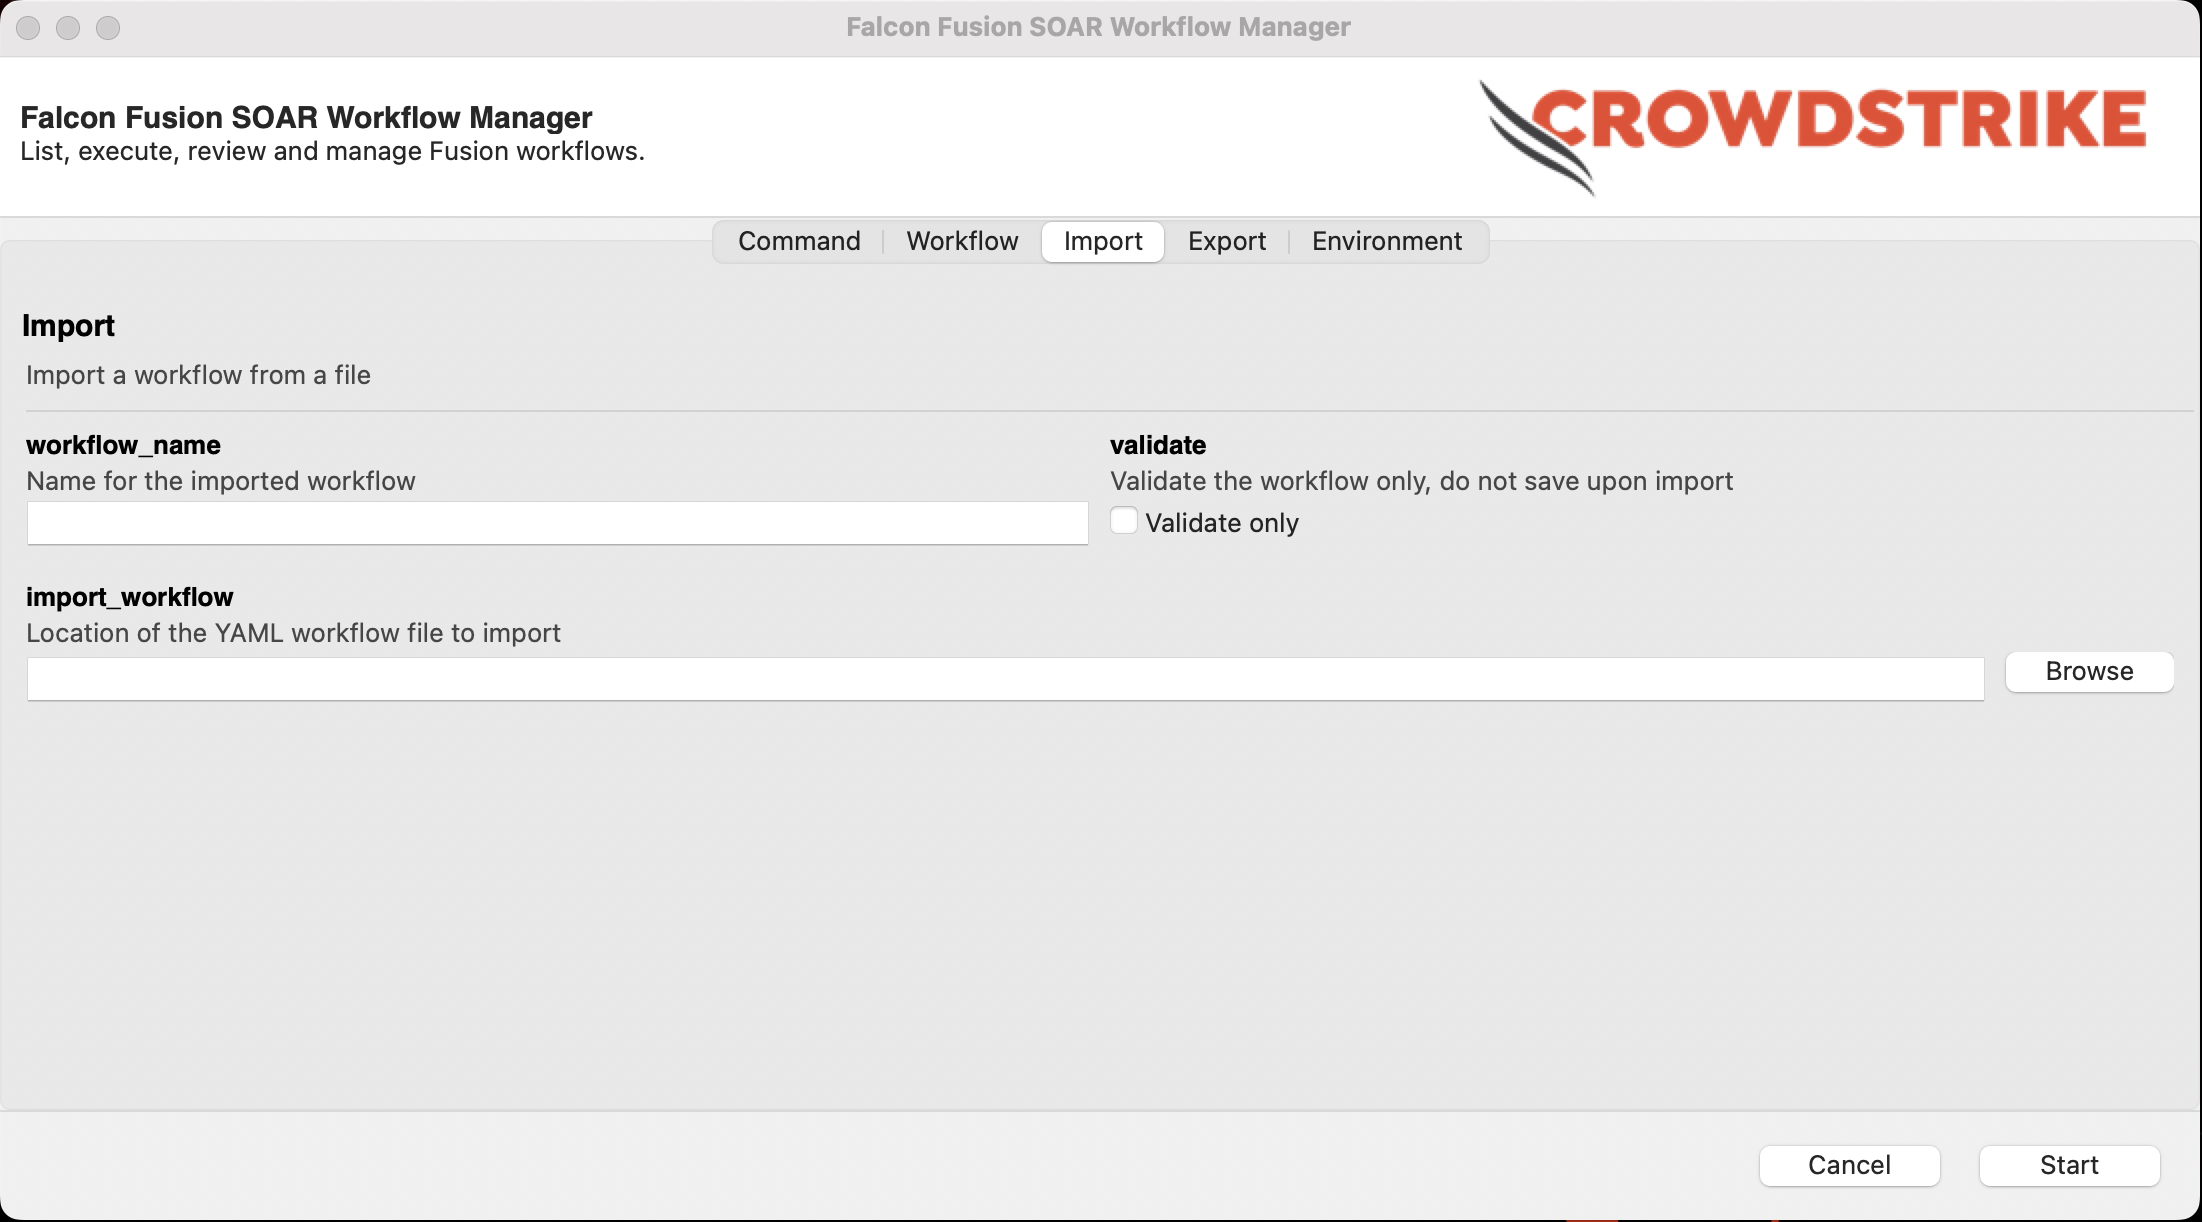 Falcon Fusion SOAR Workflow Manager
Falcon Fusion SOAR Workflow Manager
List, execute, review and manage Fusion workflows.
CROWDSTRIKE
Command
Workflow
Import
Export
Environment
Import
Import a workflow from a file
workflow_name
Name for the imported workflow
validate
Validate the workflow only, do not save upon import
Validate only
import_workflow
Location of the YAML workflow file to import
Browse
Cancel
Start